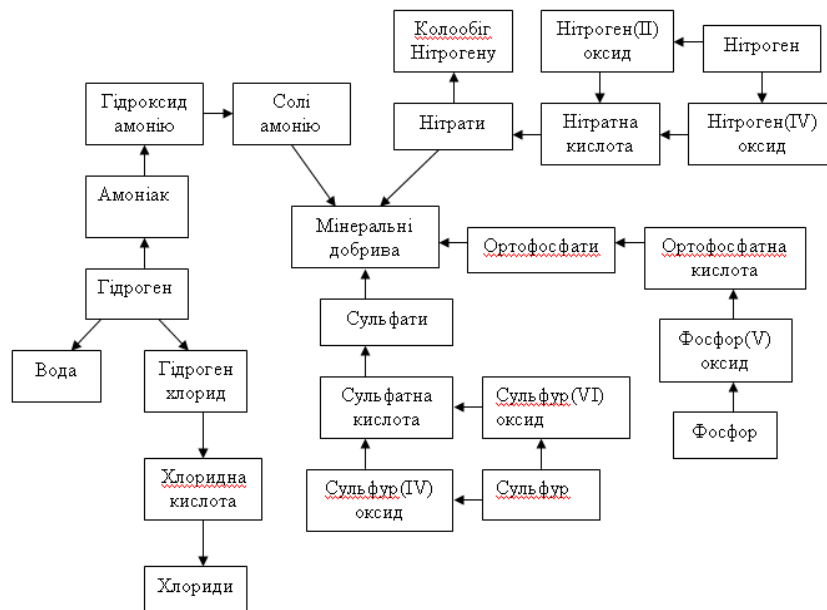 Колообіг
Нітрогену
Нітроген(ІІ)
оксид
Нітроген
Гідроксид
амонію
Солі
амонію
Нітрати
Нітратна
кислота
Нітроген(IV)
оксид
Амоніак
Мінеральні
добрива
Ортофосфати
Ортофосфатна
кислота
Гідроген
Сульфати
Фосфор(V)
оксид
Вода
Гідроген
хлорид
Сульфатна
кислота
Сульфур(VI)
оксид
Фосфор
Хлоридна
кислота
Сульфур(IV)
оксид
Сульфур
Хлориди